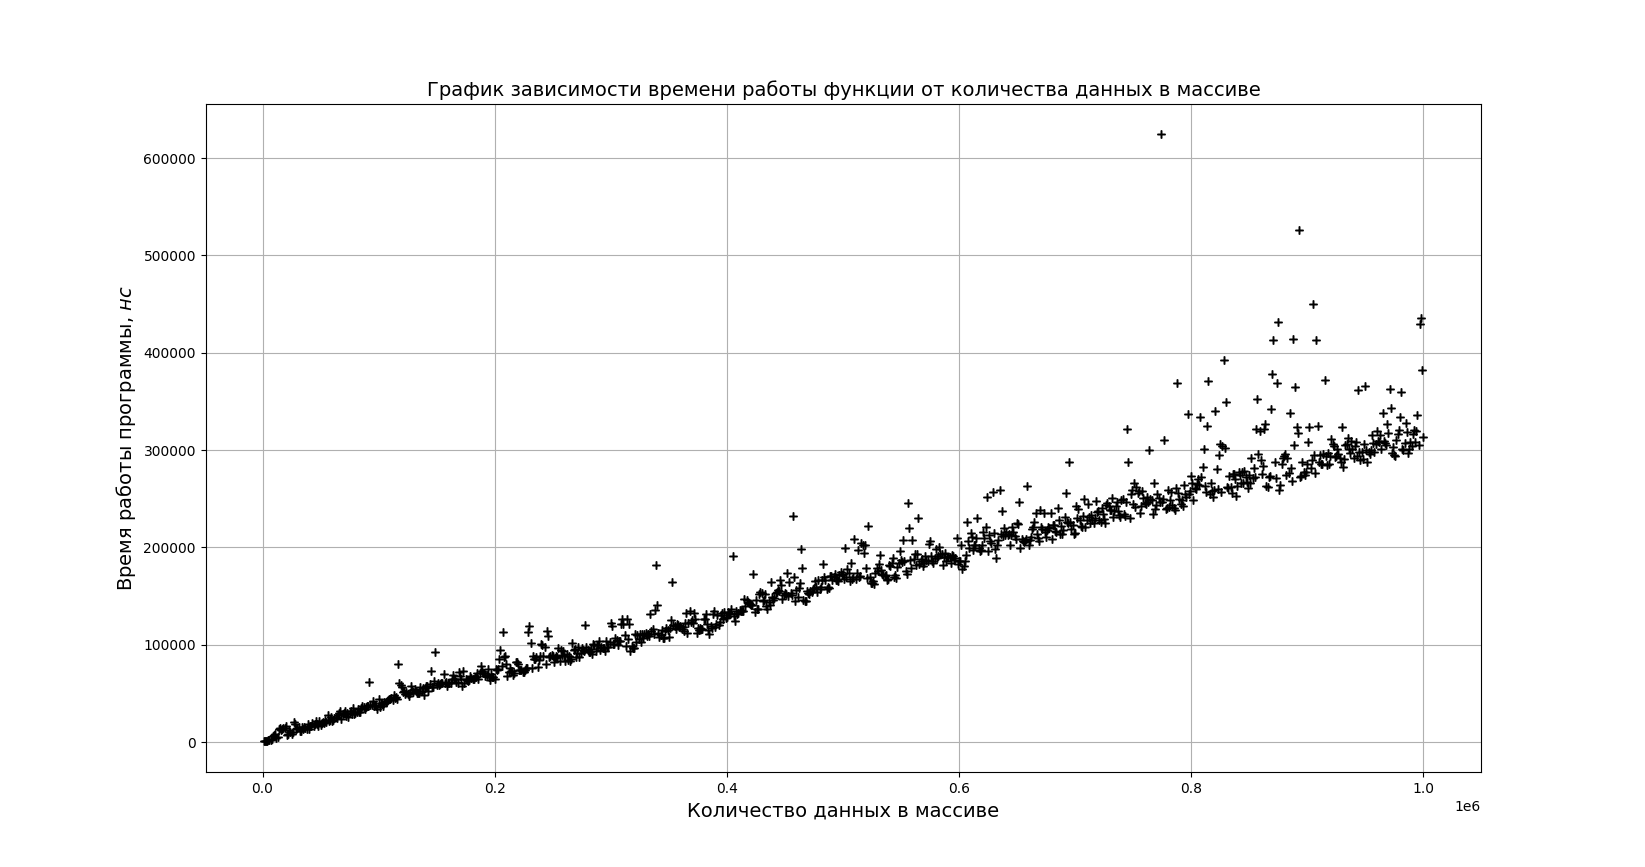 График зависимости времени работы функции от количества данных в массиве
Время работы программы, нс
600000
500000
400000
300000
200000
100000
0
0.0 0.2 0.4 0.6 0.8 1.0
1e6
Количество данных в массиве